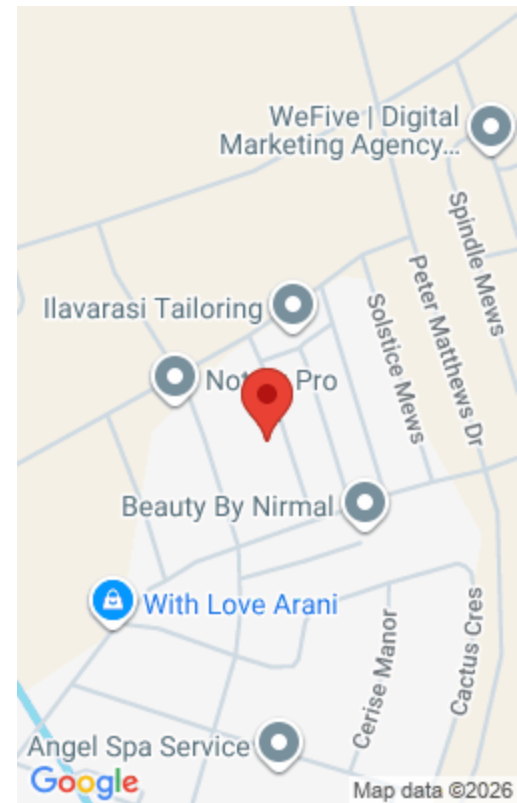 WeFive | Digital
Marketing Agency...
Spindle Mews
Peter Matthews Dr
Solstice Mews
Ilavarasi Tailoring
Pro
Beauty By Nirmal
With Love Arani
Cerise Manor
Cactus Cres
Angel Spa Service
Google
Map data ©2026